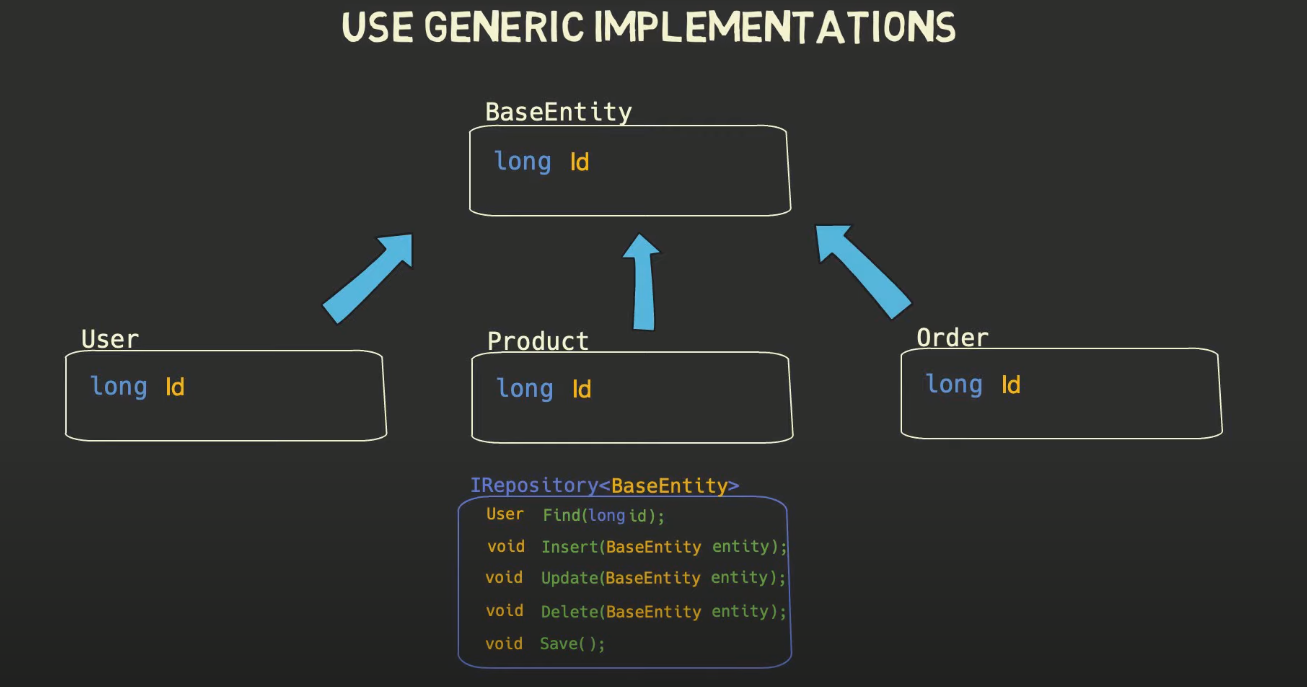 USE GENERIC IMPLEMENTATIONS
BaseEntity
long Id
User
long Id
Product
long Id
Order
long Id
IRepository<BaseEntity>
User Find(long id);
void Insert(BaseEntity entity);
void Update(BaseEntity entity);
void Delete(BaseEntity entity);
void Save();